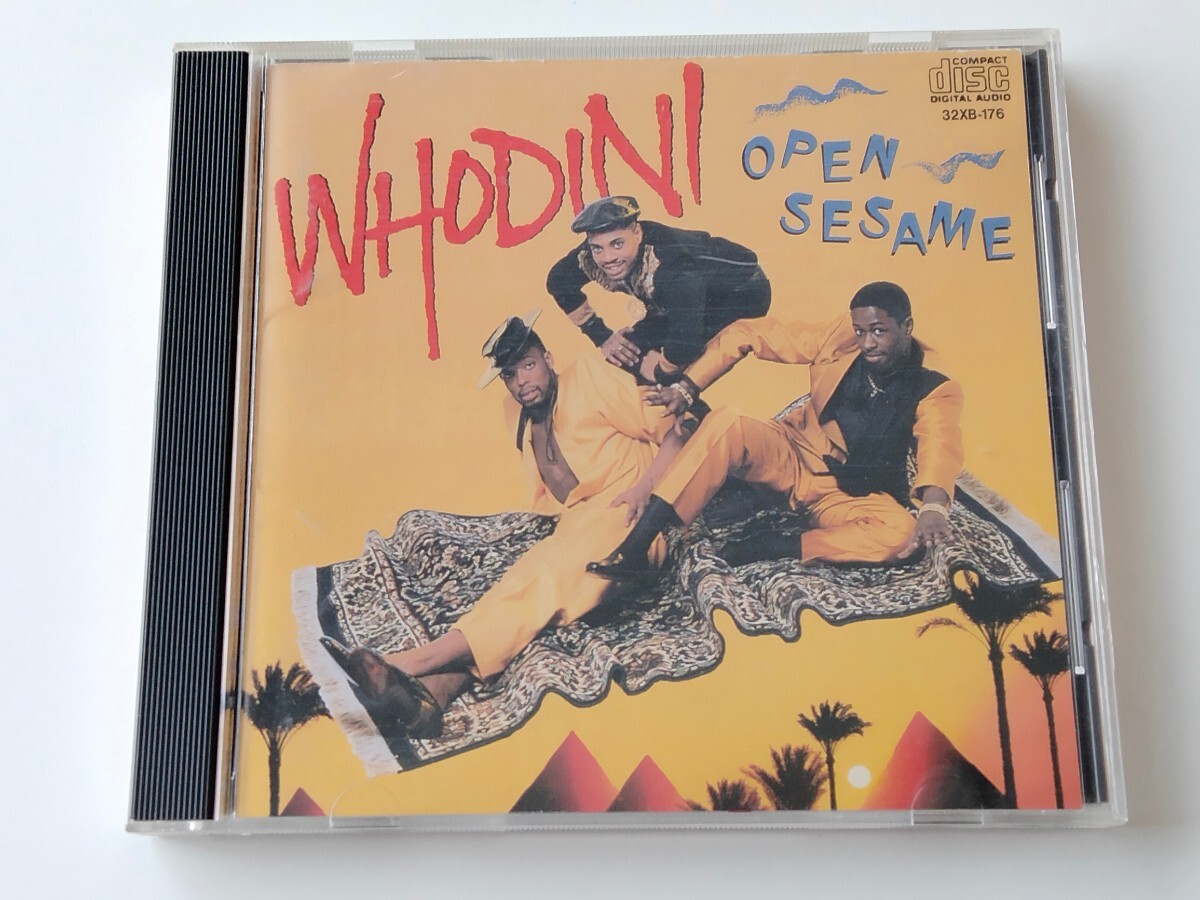 WHODINI
OPEN
SESAME
COMPACT
disc
DIGITAL AUDIO
32XB-176